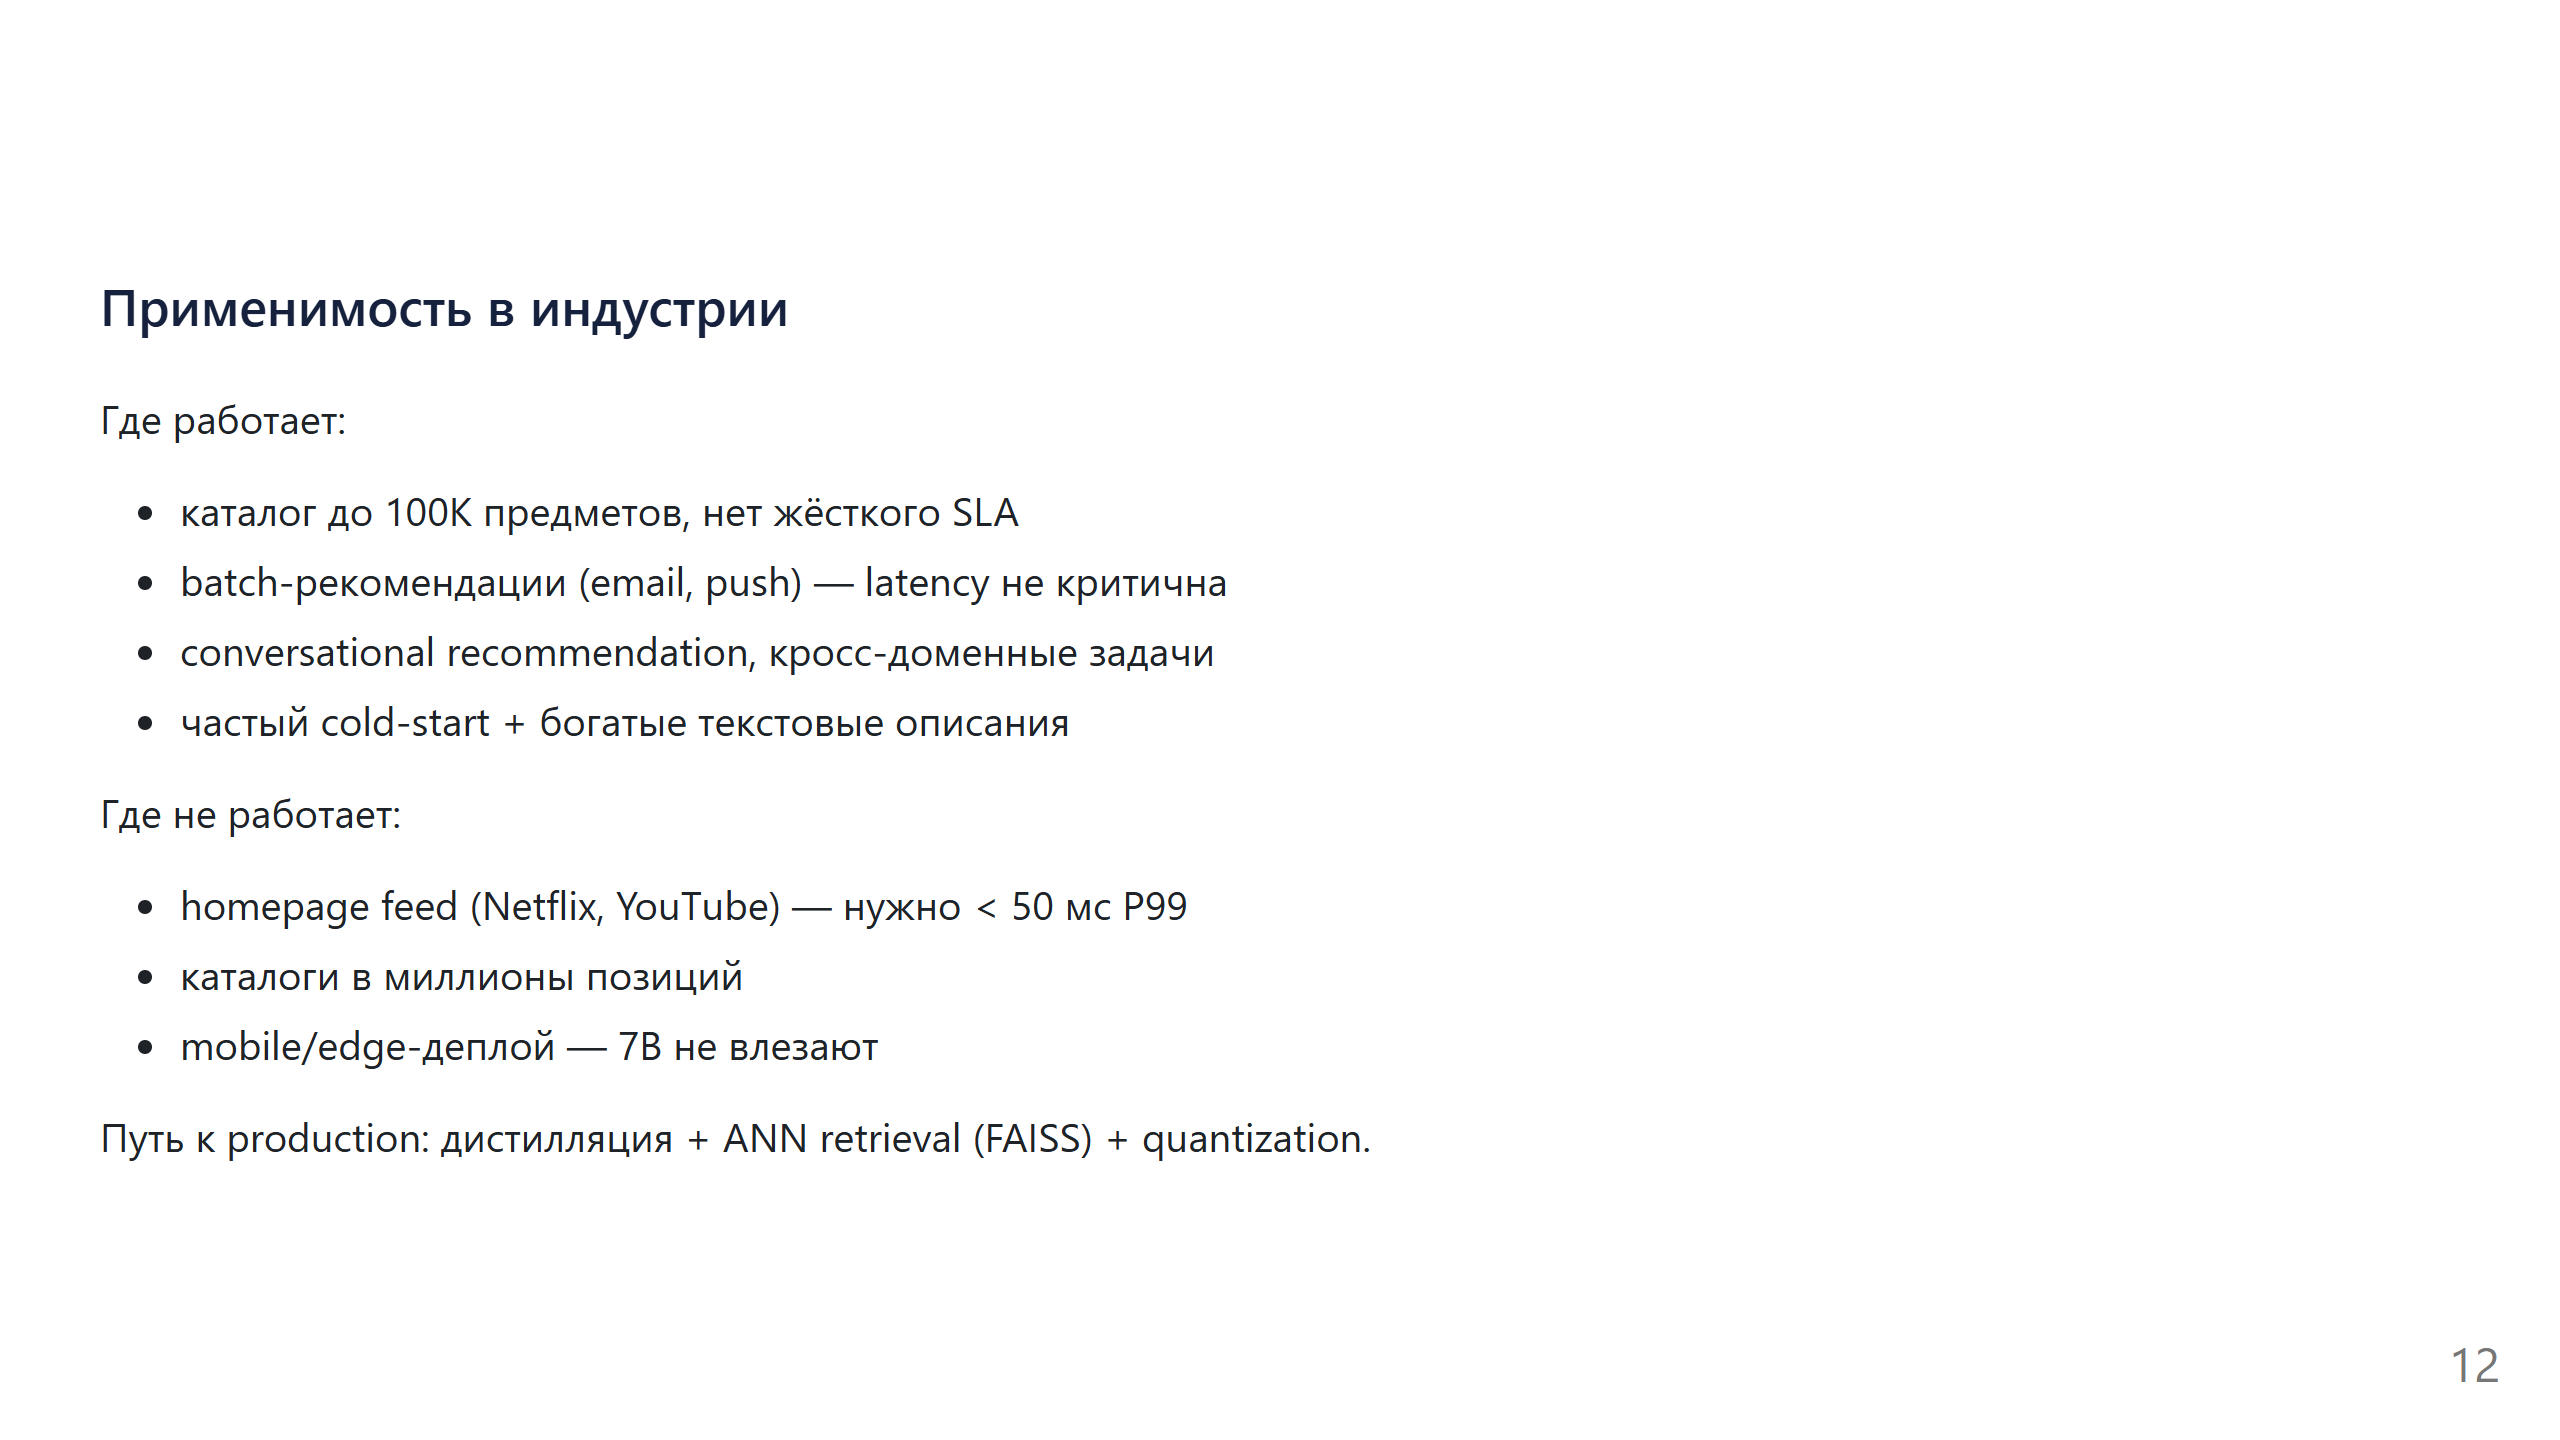 Применимость в индустрии
Где работает:
• каталог до 100К предметов, нет жёсткого SLA
• batch-рекомендации (email, push) — latency не критична
• conversational recommendation, кросс-доменные задачи
• частый cold-start + богатые текстовые описания
Где не работает:
• homepage feed (Netflix, YouTube) — нужно < 50 мс P99
• каталоги в миллионы позиций
• mobile/edge-деплой — 7B не влезают
Путь к production: дистилляция + ANN retrieval (FAISS) + quantization.
12